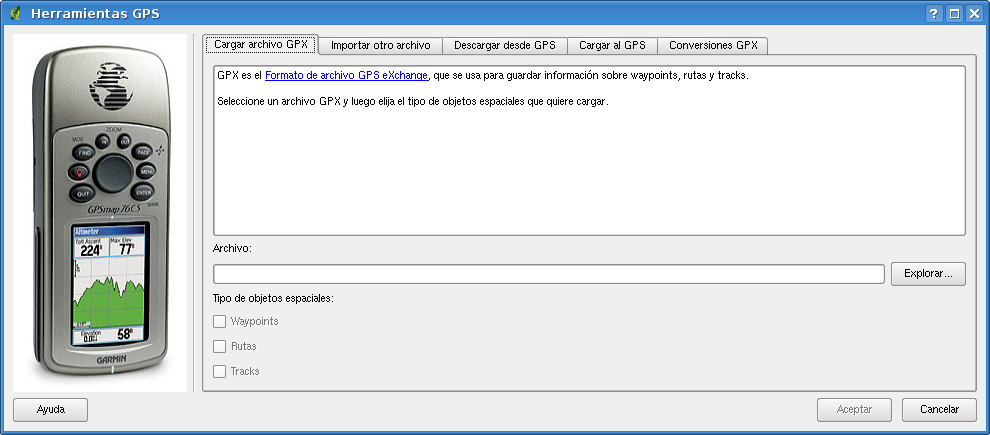 Herramientas GPS
Cargar archivo GPX
Importar otro archivo
Descargar desde GPS
Cargar al GPS
Conversiones GPX
GPX es el Formato de archivo GPS eXchange, que se usa para guardar información sobre waypoints, rutas y tracks.
Seleccione un archivo GPX y luego elija el tipo de objetos espaciales que quiere cargar.
Archivo:
Explorar...
Tipo de objetos espaciales:
Waypoints
Rutas
Tracks
Ayuda
Aceptar
Cancelar
ZOOM
MOB
IN
OUT
FIND
PAGE
MENU
QUIT
ENTER
MARK
GPSmap 76CS
Altimeter
Totl Ascent
Max Elev
224
77
Elevation
0.0
58
GARMIN